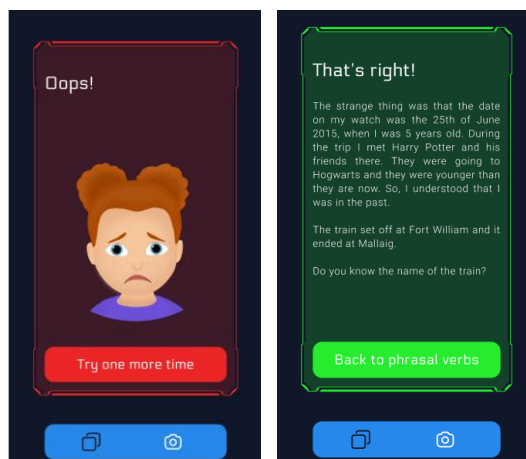 Oops!
Try one more time
That's right!
The strange thing was that the date
on my watch was the 25th of June
2015, when I was 5 years old. During
the trip I met Harry Potter and his
friends there. They were going to
Hogwarts and they were younger than
they are now. So, I understood that I
was in the past.
The train set off at Fort William and it
ended at Mallaig.
Do you know the name of the train?
Back to phrasal verbs